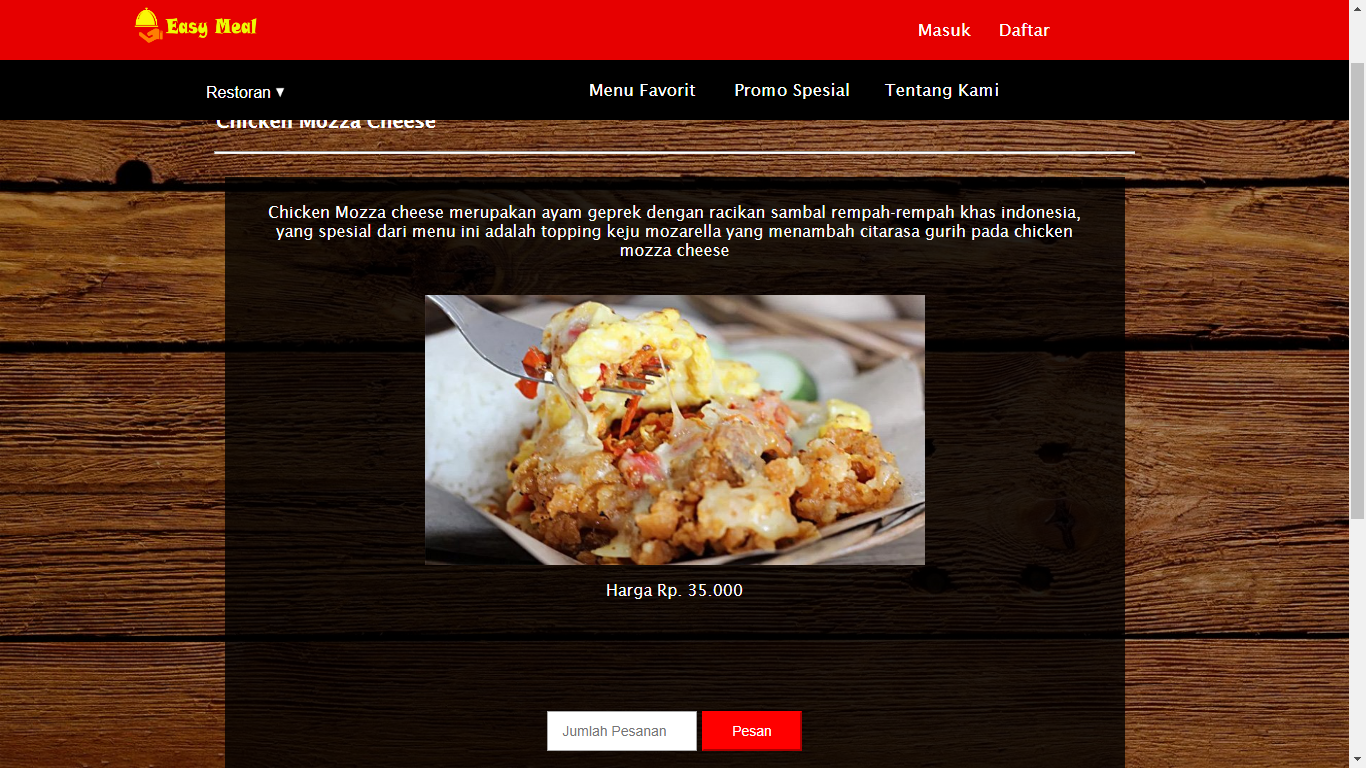 Easy Meal
Masuk
Daftar
Restoran ▾
Menu Favorit
Promo Spesial
Tentang Kami
Chicken Mozza Cheese
Chicken Mozza cheese merupakan ayam geprek dengan racikan sambal rempah-rempah khas indonesia,
yang spesial dari menu ini adalah topping keju mozarella yang menambah citarasa gurih pada chicken
mozza cheese
Harga Rp. 35.000
Jumlah Pesanan
Pesan